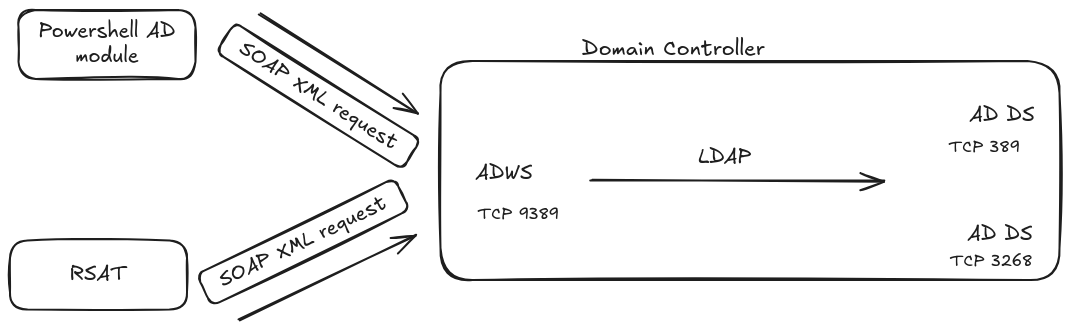 Powershell AD
module
SOAP XML request
Domain Controller
ADWS
TCP 9389
LDAP
AD DS
TCP 389
AD DS
TCP 3268
SOAP XML request
RSAT